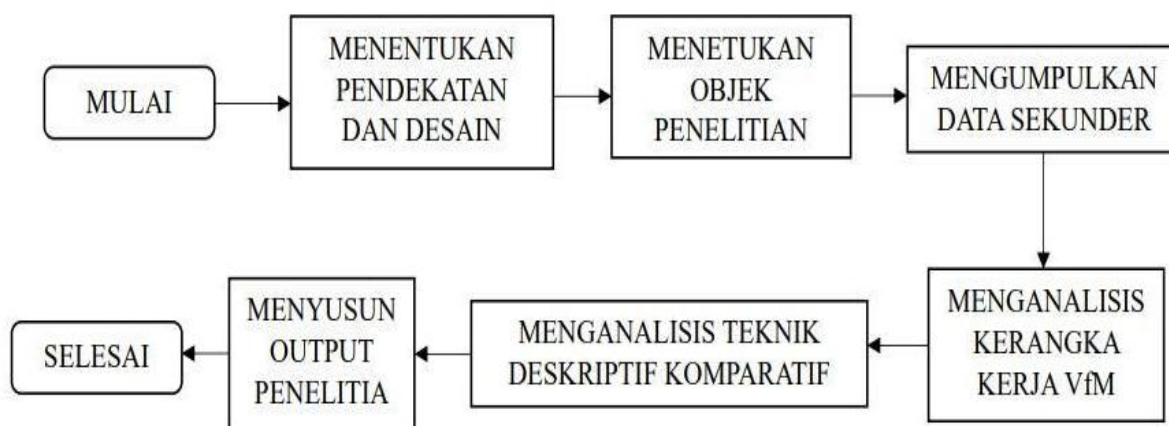 MULAI
MENENTUKAN
PENDEKATAN
DAN DESAIN
MENETUKAN
OBJEK
PENELITIAN
MENGUMPULKAN
DATA SEKUNDER
MENGANALISIS
KERANGKA
KERJA VfM
MENGANALISIS TEKNIK
DESKRIPTIF KOMPARATIF
MENYUSUN
OUTPUT
PENELITIA
SELESAI